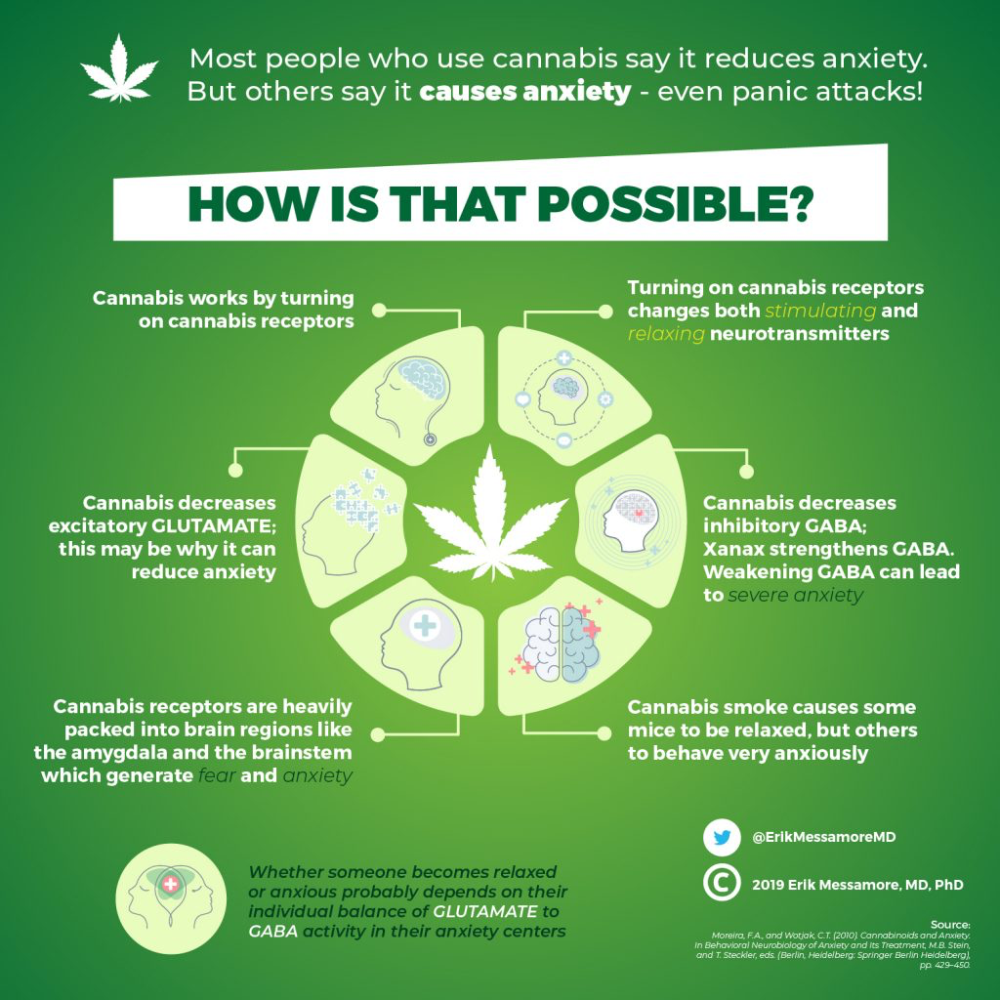 Most people who use cannabis say it reduces anxiety.
But others say it causes anxiety - even panic attacks!
HOW IS THAT POSSIBLE?
Cannabis works by turning
on cannabis receptors
Turning on cannabis receptors
changes both stimulating and
relaxing neurotransmitters
Cannabis decreases
excitatory GLUTAMATE;
this may be why it can
reduce anxiety
Cannabis decreases
inhibitory GABA;
Xanax strengthens GABA.
Weakening GABA can lead
to severe anxiety
Cannabis receptors are heavily
packed into brain regions like
the amygdala and the brainstem
which generate fear and anxiety
Cannabis smoke causes some
mice to be relaxed, but others
to behave very anxiously
Whether someone becomes relaxed
or anxious probably depends on their
individual balance of GLUTAMATE to
GABA activity in their anxiety centers
@ErikMessamoreMD
© 2019 Erik Messamore, MD, PhD
Source:
Moreira, F.A., and Wotjak, C.T. (2010). Cannabinoids and Anxiety.
In Behavioral Neurobiology of Anxiety and Its Treatment, M.B. Stein,
and T. Steckler, eds. (Berlin, Heidelberg: Springer Berlin Heidelberg),
pp. 429–450.